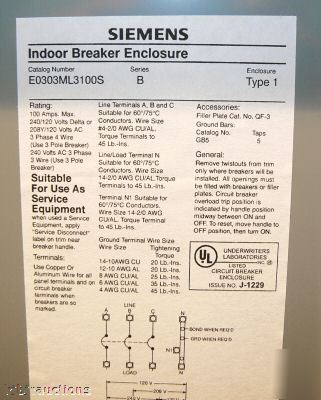 SIEMENS
Indoor Breaker Enclosure
Catalog Number
E0303ML3100S
Series
B
Enclosure
Type 1
Rating:
100 Amps. Max.
240/120 Volts Delta or
208Y/120 Volts AC
3 Phase 4 Wire
(Use 3 Pole Breaker)
240 Volts AC 3 Phase
3 Wire (Use 3 Pole
Breaker)
Suitable
For Use As
Service
Equipment
when used a Service
Equipment, apply
"Service Disconnect"
label on trim near
breaker handle.
Terminals:
Use Copper Or
Aluminum Wire for all
panel terminals and on
circuit breaker
terminals when
breakers are so
marked.
Line Terminals A, B and C
Suitable for 60°/75°C
Conductors. Wire Size
#4-2/0 AWG CU/AL.
Torque Terminals to
45 Lb.-Ins.
Line/Load Terminal N
Suitable for 60°/75°C
Conductors. Wire Size
14-2/0 AWG CU/AL. Torque
Terminals to 45 Lb.-Ins.
Terminal N1 Suitable for
60°/75°C Conductors
Wire Size 14-2/0 AWG
CU/AL. Torque Terminal
to 45 Lb.-Ins.
Ground Terminal Wire Size
Wire Size Tightening
Torque
14-10 AWG CU 20 Lb.-Ins.
12-10 AWG AL 20 Lb.-Ins.
8 AWG CU/AL 25 Lb.-Ins.
6 AWG CU/AL 35 Lb.-Ins.
4 AWG CU/AL 45 Lb.-Ins.
Accessories:
Filler Plate Cat. No. QF-3
Ground Bars:
Catalog No. Taps
GB5 5
General:
Remove twistouts from trim
only where breakers will be
installed. All openings must
be filled with breakers or filler
plates. Circuit breaker
overload trip position is
indicated by handle position
midway between ON and
OFF. To reset, move handle to
OFF position, then turn ON.
UL
UNDERWRITERS
LABORATORIES
INC.®
LISTED
CIRCUIT BREAKER
ENCLOSURE
ISSUE NO. J-1229
LINE
A B C N
BOND WHEN REQ'D
GRD WHEN REQ'D
N1
LOAD
N
120 V
240 V